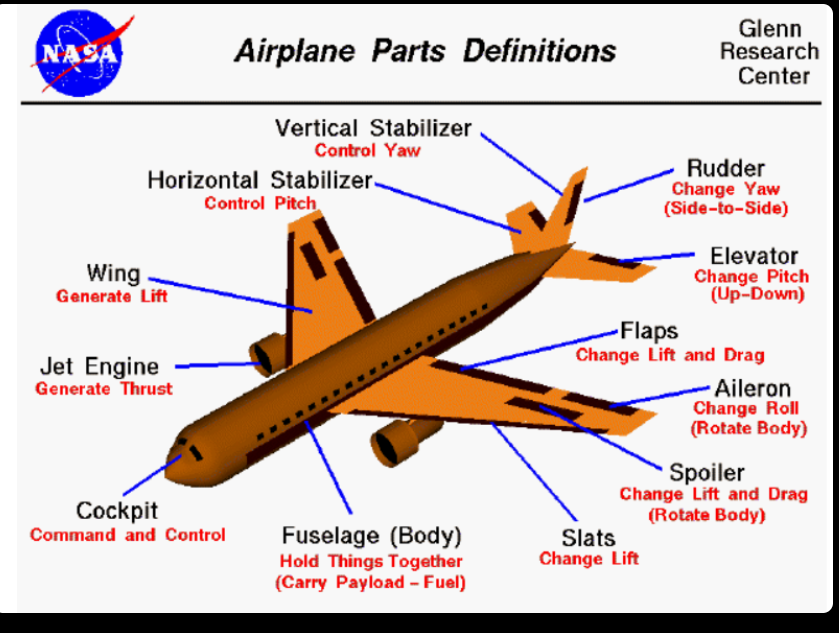 NASA
Airplane Parts Definitions
Glenn
Research
Center
Vertical Stabilizer
Control Yaw
Horizontal Stabilizer
Control Pitch
Rudder
Change Yaw
(Side-to-Side)
Wing
Generate Lift
Elevator
Change Pitch
(Up-Down)
Flaps
Change Lift and Drag
Jet Engine
Generate Thrust
Aileron
Change Roll
(Rotate Body)
Spoiler
Change Lift and Drag
(Rotate Body)
Cockpit
Command and Control
Fuselage (Body)
Hold Things Together
(Carry Payload - Fuel)
Slats
Change Lift